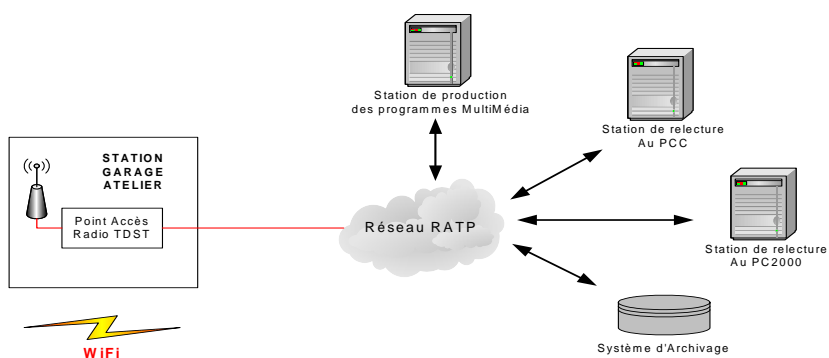 Station de production
des programmes MultiMédia
Station de relecture
Au PCC
STATION
GARAGE
ATELIER
Point Accès
Radio TDST
Réseau RATP
Station de relecture
Au PC2000
WiFi
Système d'Archivage